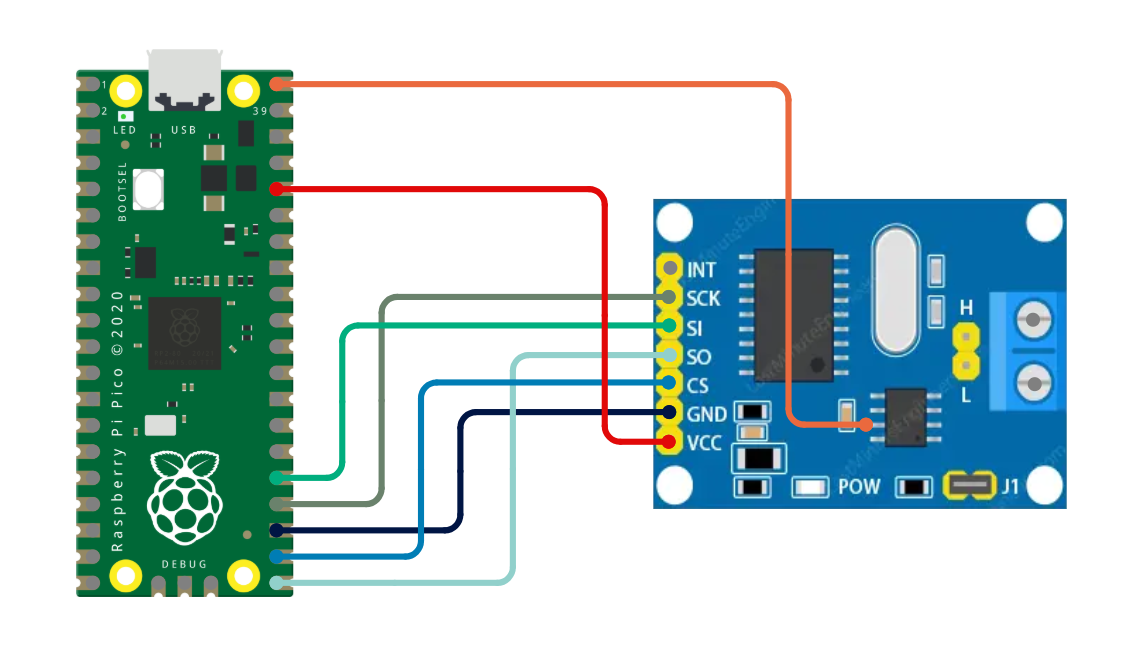 1
2
39
LED
USB
BOOTSEL
Raspberry Pi Pico © 2020
DEBUG
INT
SCK
SI
SO
CS
GND
VCC
H
L
POW
J1